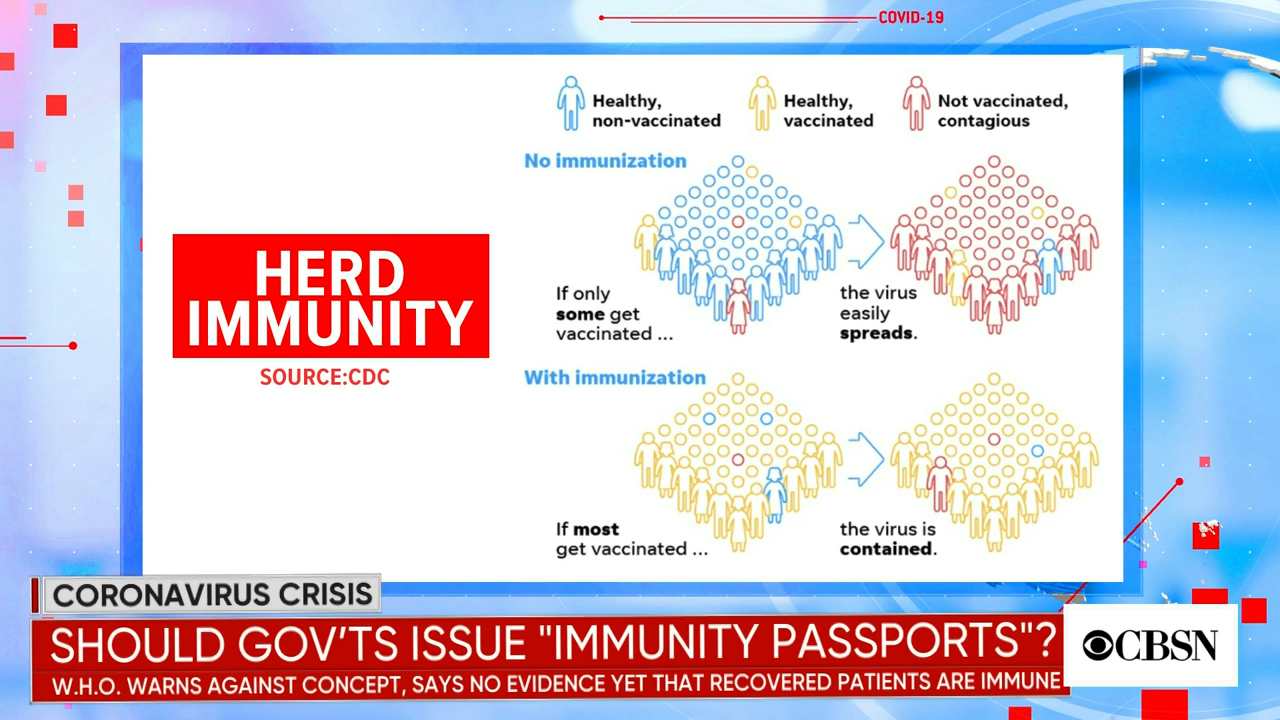 COVID-19
Healthy,
non-vaccinated
Healthy,
vaccinated
Not vaccinated,
contagious
No immunization
HERD
IMMUNITY
SOURCE:CDC
If only
some get
vaccinated ...
the virus
easily
spreads.
With immunization
If most
get vaccinated ...
the virus is
contained.
CORONAVIRUS CRISIS
SHOULD GOV'TS ISSUE "IMMUNITY PASSPORTS"?
W.H.O. WARNS AGAINST CONCEPT, SAYS NO EVIDENCE YET THAT RECOVERED PATIENTS ARE IMMUNE
CBSN